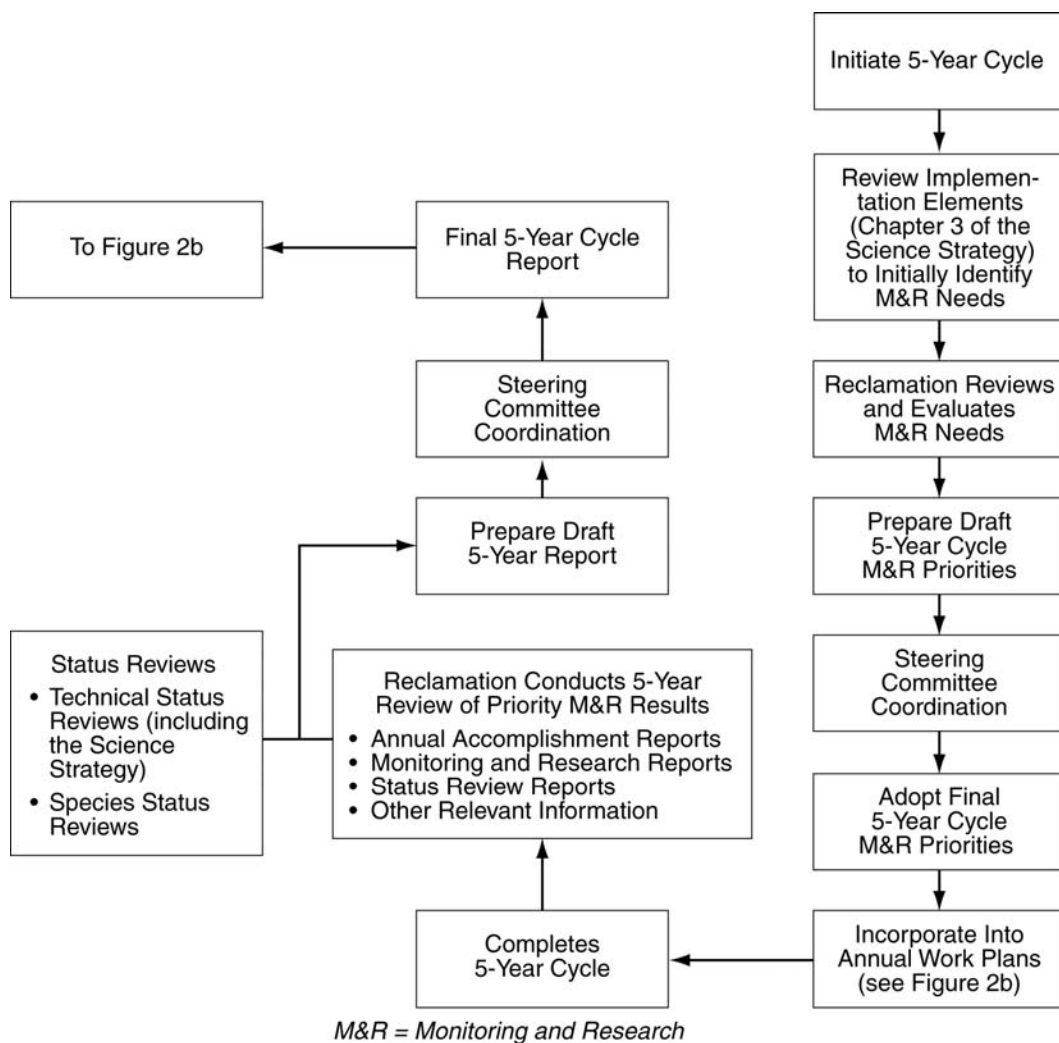 Initiate 5-Year Cycle
Review Implemen-
tation Elements
(Chapter 3 of the
Science Strategy)
to Initially Identify
M&R Needs
Reclamation Reviews
and Evaluates
M&R Needs
Prepare Draft
5-Year Cycle
M&R Priorities
Steering
Committee
Coordination
Adopt Final
5-Year Cycle
M&R Priorities
Incorporate Into
Annual Work Plans
(see Figure 2b)
Completes
5-Year Cycle
Reclamation Conducts 5-Year
Review of Priority M&R Results
• Annual Accomplishment Reports
• Monitoring and Research Reports
• Status Review Reports
• Other Relevant Information
Status Reviews
• Technical Status
Reviews (including
the Science
Strategy)
• Species Status
Reviews
Prepare Draft
5-Year Report
Steering
Committee
Coordination
Final 5-Year Cycle
Report
To Figure 2b
M&R = Monitoring and Research